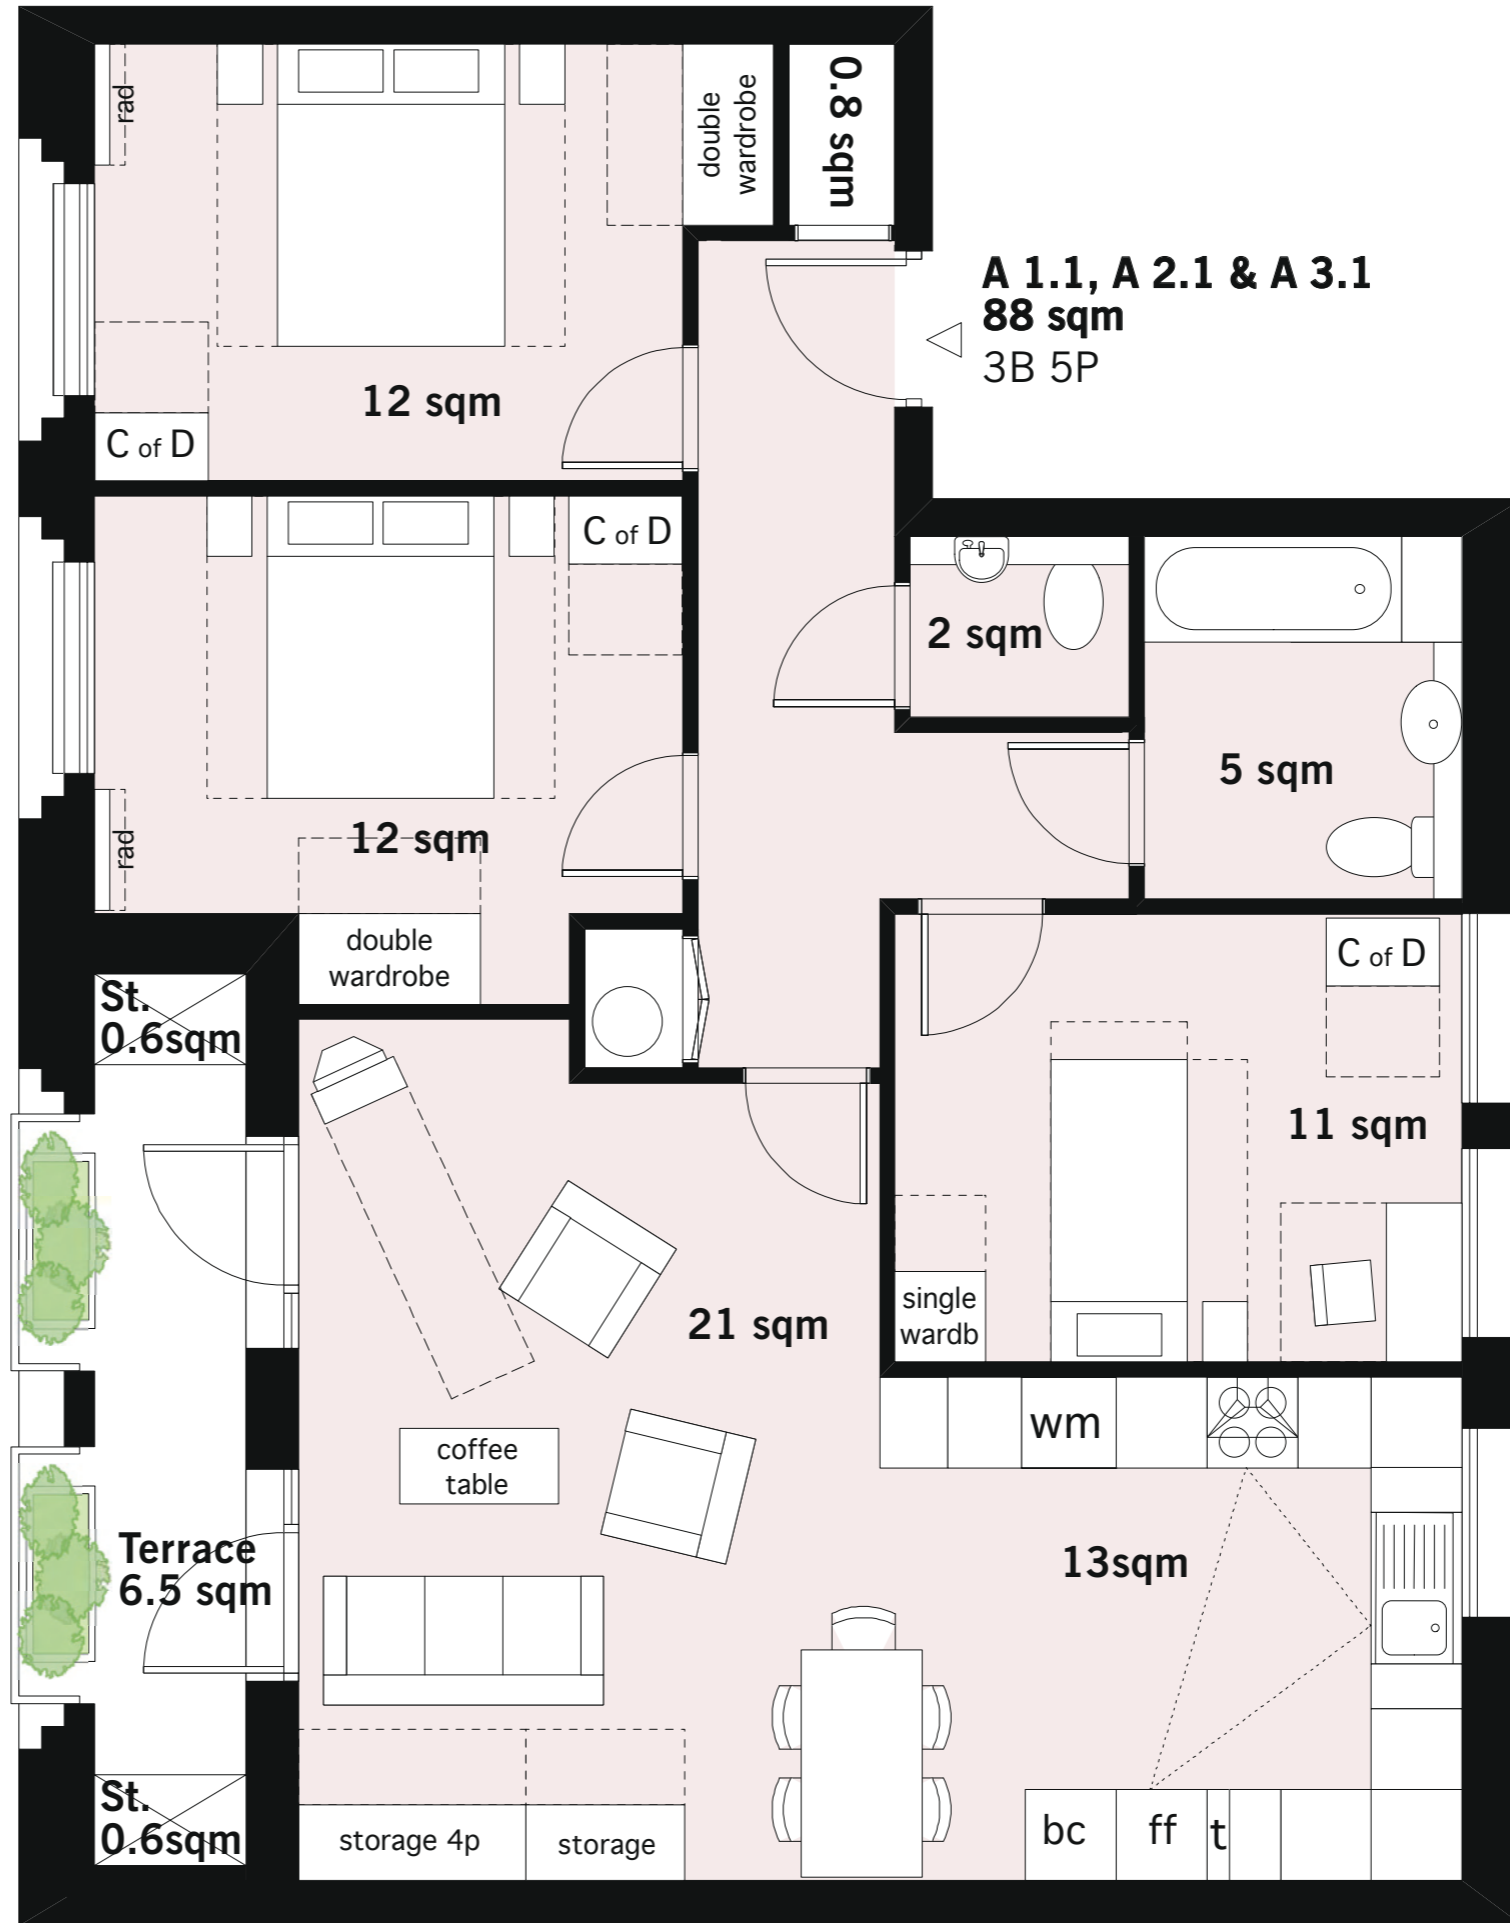 rad
double
wardrobe
0.8 sqm
A 1.1, A 2.1 & A 3.1
88 sqm
3B 5P
12 sqm
C of D
C of D
2 sqm
5 sqm
rad
12 sqm
double
wardrobe
C of D
St.
0.6sqm
11 sqm
single
wardb
21 sqm
wm
coffee
table
Terrace
6.5 sqm
13sqm
St.
0.6sqm
storage 4p
storage
bc
ff
t